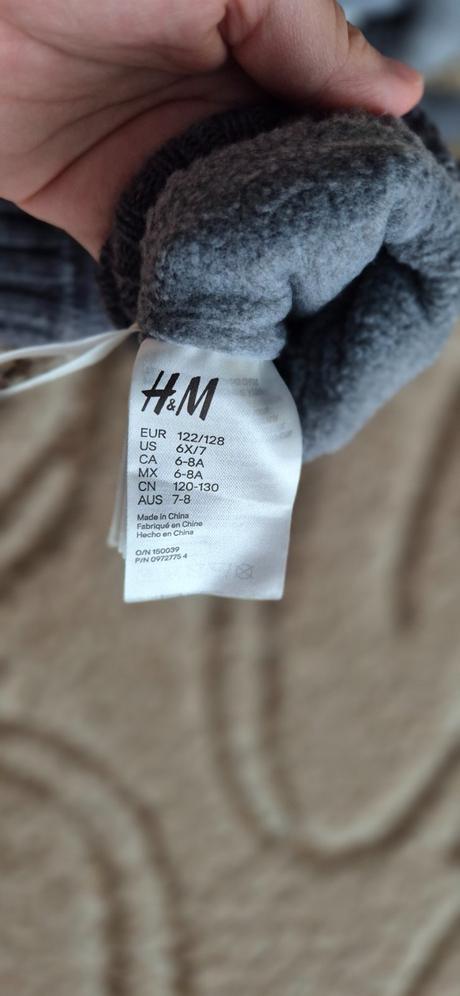 H&M
EUR 122/128
US 6X/7
CA 6-8A
MX 6-8A
CN 120-130
AUS 7-8
Made in China
Fabriqué en Chine
Hecho en China
O/N 150039
P/N 0972775 4